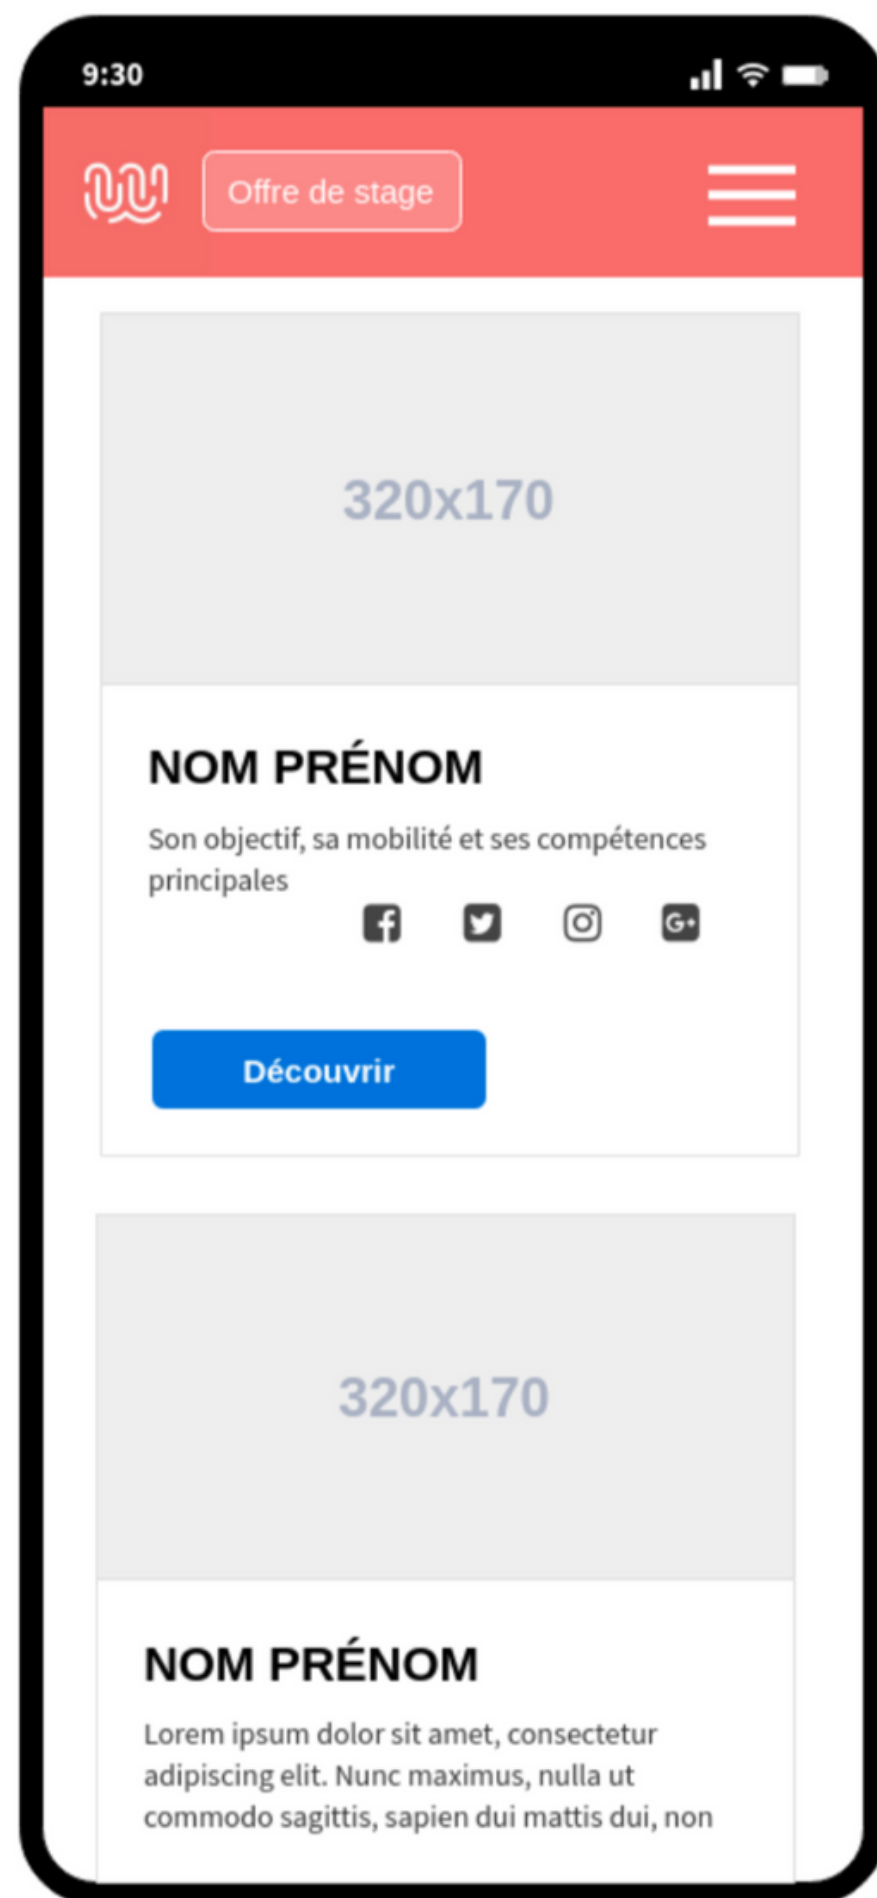 9:30
Offre de stage
320x170
NOM PRÉNOM
Son objectif, sa mobilité et ses compétences
principales
Découvrir
320x170
NOM PRÉNOM
Lorem ipsum dolor sit amet, consectetur
adipiscing elit. Nunc maximus, nulla ut
commodo sagittis, sapien dui mattis dui, non